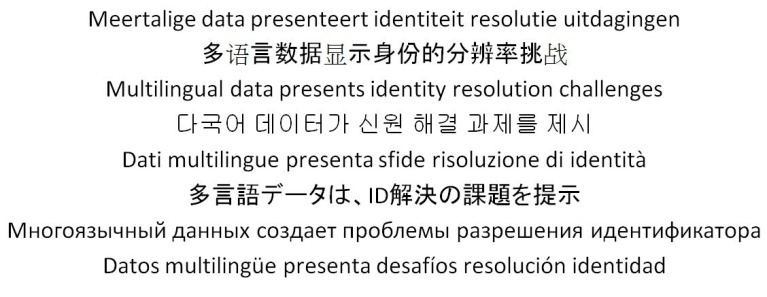 Meertalige data presenteert identiteit resolutie uitdagingen
多语言数据显示身份的分辨率挑战
Multilingual data presents identity resolution challenges
다국어 데이터가 신원 해결 과제를 제시
Dati multilingue presenta sfide risoluzione di identità
多言語データは、ID解決の課題を提示
Многоязычный данных создает проблемы разрешения идентификатора
Datos multilingüe presenta desafíos resolución identidad